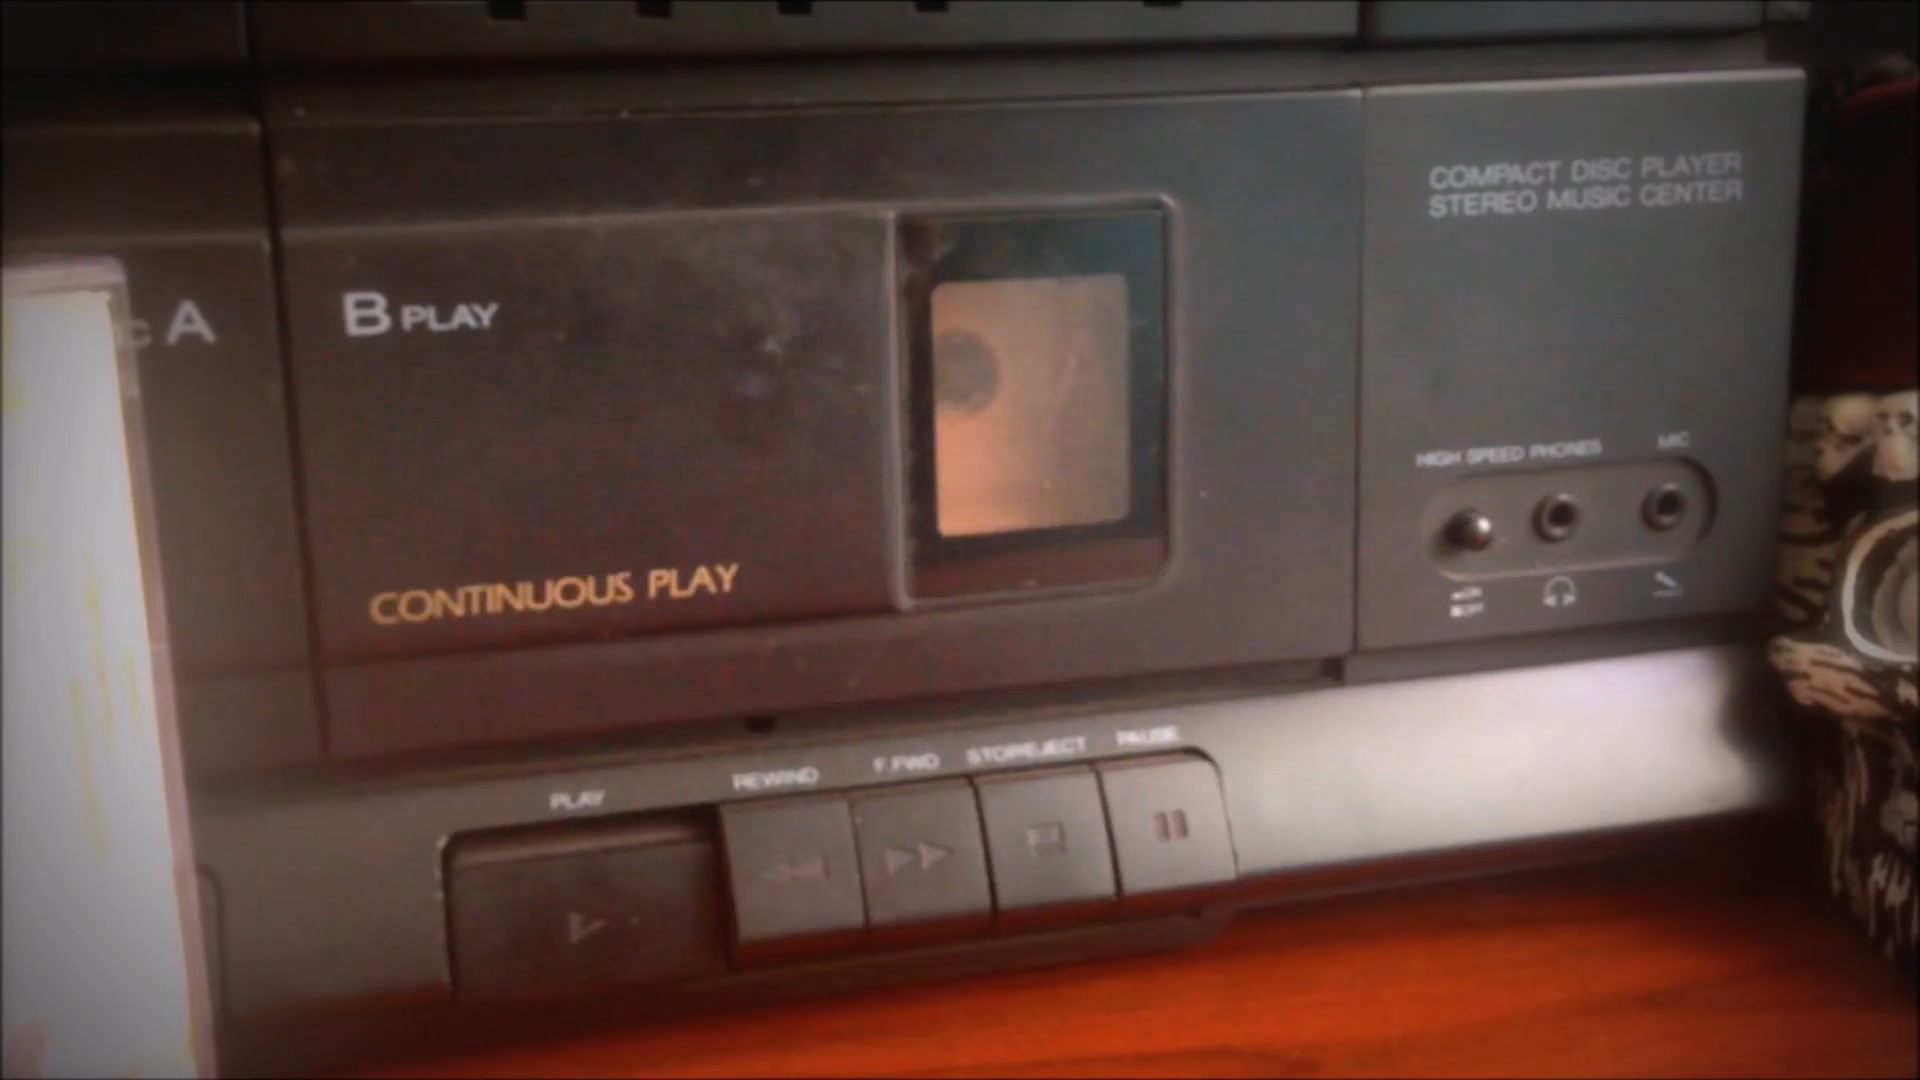 COMPACT DISC PLAYER
STEREO MUSIC CENTER
A
B PLAY
HIGH SPEED PHONES MIC
CONTINUOUS PLAY
PLAY REWIND F.FWD STOP/EJECT PAUSE